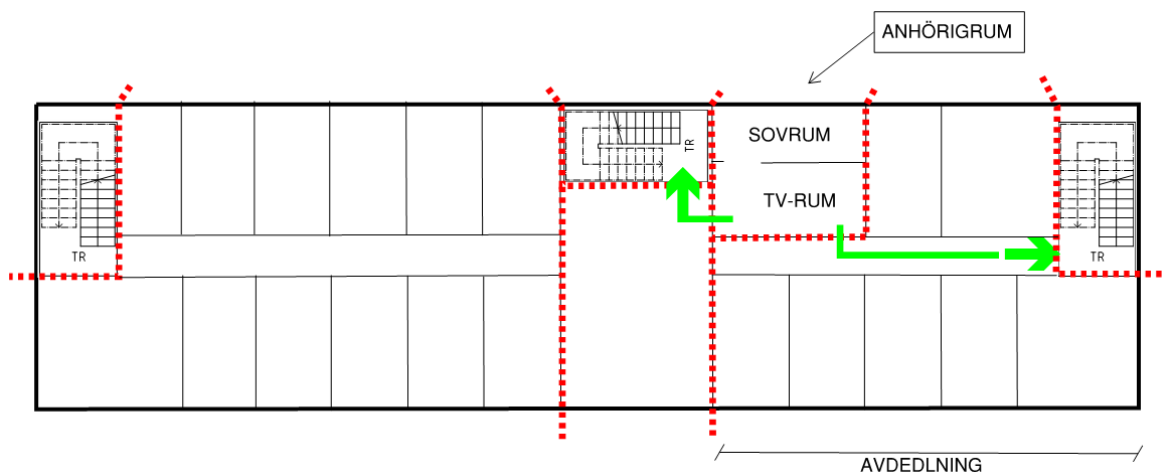 ANHÖRIGRUM
SOVRUM
TR
TV-RUM
TR
TR
AVDEDLNING